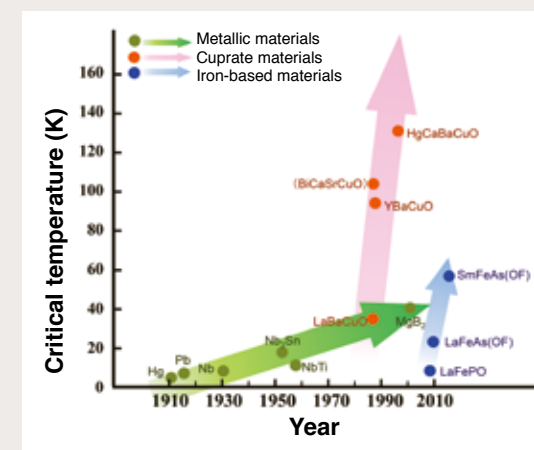 Metallic materials
Cuprate materials
Iron-based materials
Critical temperature (K)
160
140
120
100
80
60
40
20
0
HgCaBaCuO
(BiCaSrCuO)
YBaCuO
SmFeAs(OF)
LaBaCuO
MgB₂
Nb₃Sn
LaFeAs(OF)
Pb
Hg
Nb
NbTi
LaFePO
1910 1930 1950 1970 1990 2010
Year